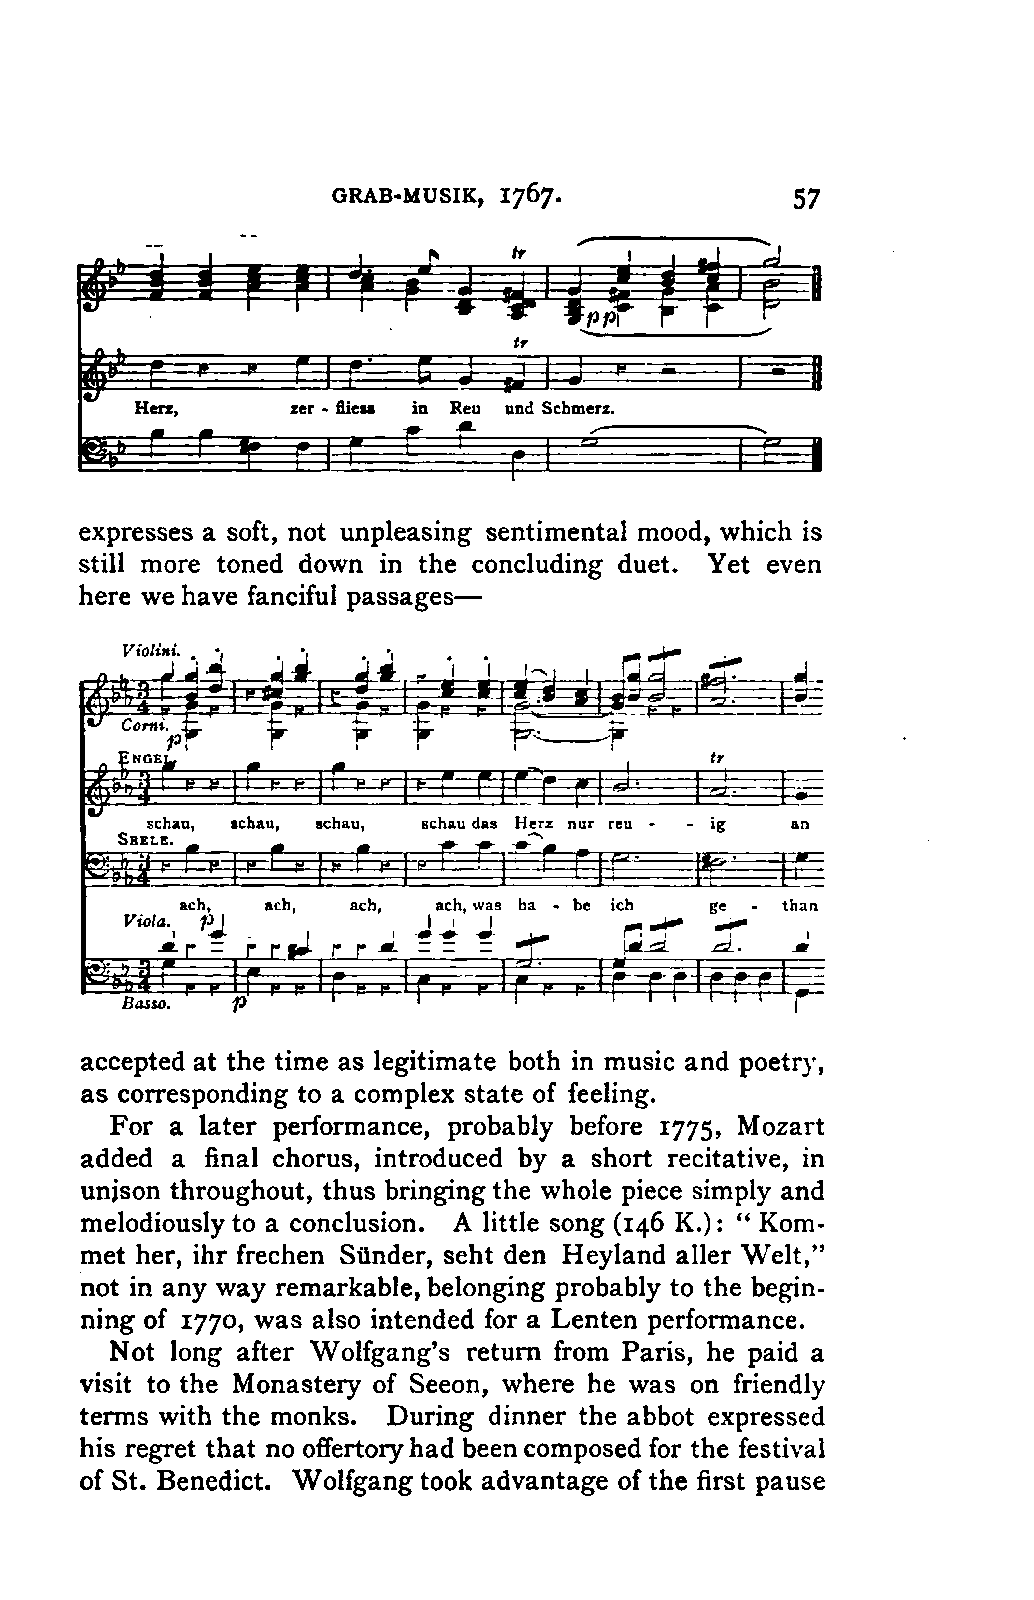 GRAB-MUSIK, 1767. 57
tr
pp
tr
Herz, zer - fliess in Reu und Schmerz.
expresses a soft, not unpleasing sentimental mood, which is
still more toned down in the concluding duet. Yet even
here we have fanciful passages—
Violini.
Corni.
p
ENGEL.
tr
schau, schau, schau, schau das Herz nur reu - - ig an
SEELE.
ach, ach, ach, ach, was ha - be ich ge - than
Viola. p
Basso. p
accepted at the time as legitimate both in music and poetry,
as corresponding to a complex state of feeling.
For a later performance, probably before 1775, Mozart
added a final chorus, introduced by a short recitative, in
unison throughout, thus bringing the whole piece simply and
melodiously to a conclusion. A little song (146 K.): “ Kom-
met her, ihr frechen Sünder, seht den Heyland aller Welt,”
not in any way remarkable, belonging probably to the begin-
ning of 1770, was also intended for a Lenten performance.
Not long after Wolfgang's return from Paris, he paid a
visit to the Monastery of Seeon, where he was on friendly
terms with the monks. During dinner the abbot expressed
his regret that no offertory had been composed for the festival
of St. Benedict. Wolfgang took advantage of the first pause